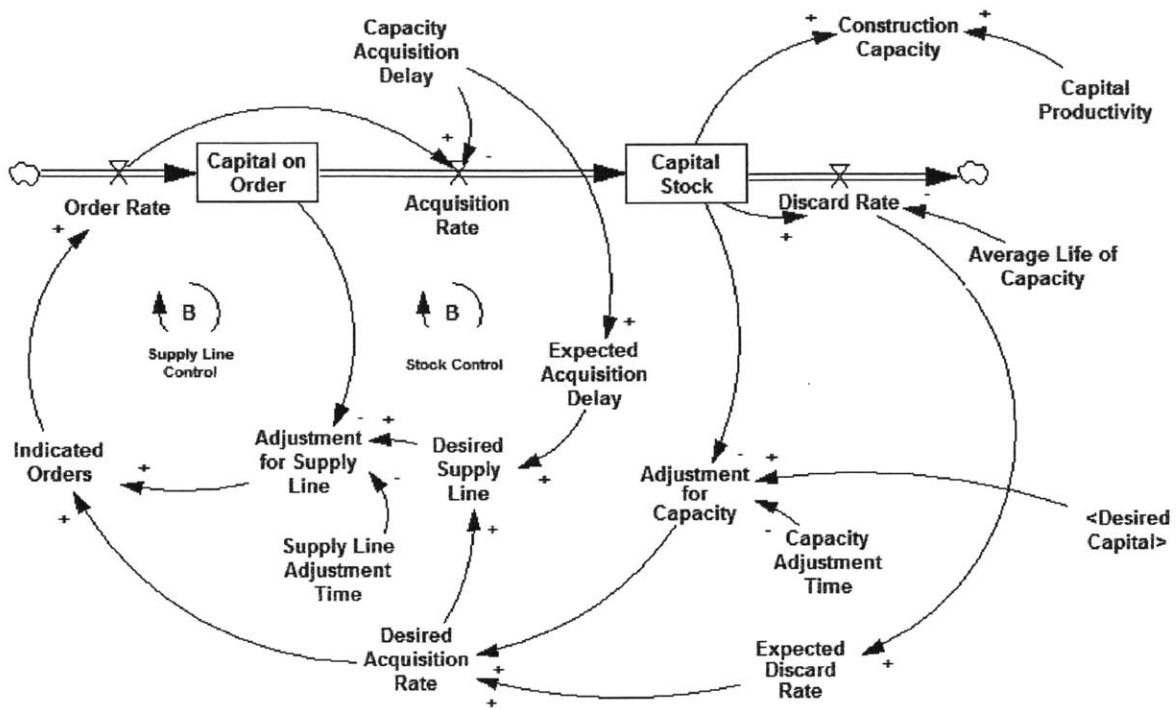 Capacity
Acquisition
Delay
+
+
Construction
Capacity
Capital
Productivity
+
-
Capital on
Order
Capital
Stock
Order Rate
Acquisition
Rate
Discard Rate
-
+
+
Average Life of
Capacity
B
Supply Line
Control
B
Stock Control
+
Expected
Acquisition
Delay
Indicated
Orders
+
+
Adjustment
for Supply
Line
-
+
-
Desired
Supply
Line
+
+
Adjustment
for
Capacity
-
+
-
<Desired
Capital>
Supply Line
Adjustment
Time
Capacity
Adjustment
Time
Desired
Acquisition
Rate
+
+
Expected
Discard
Rate
+